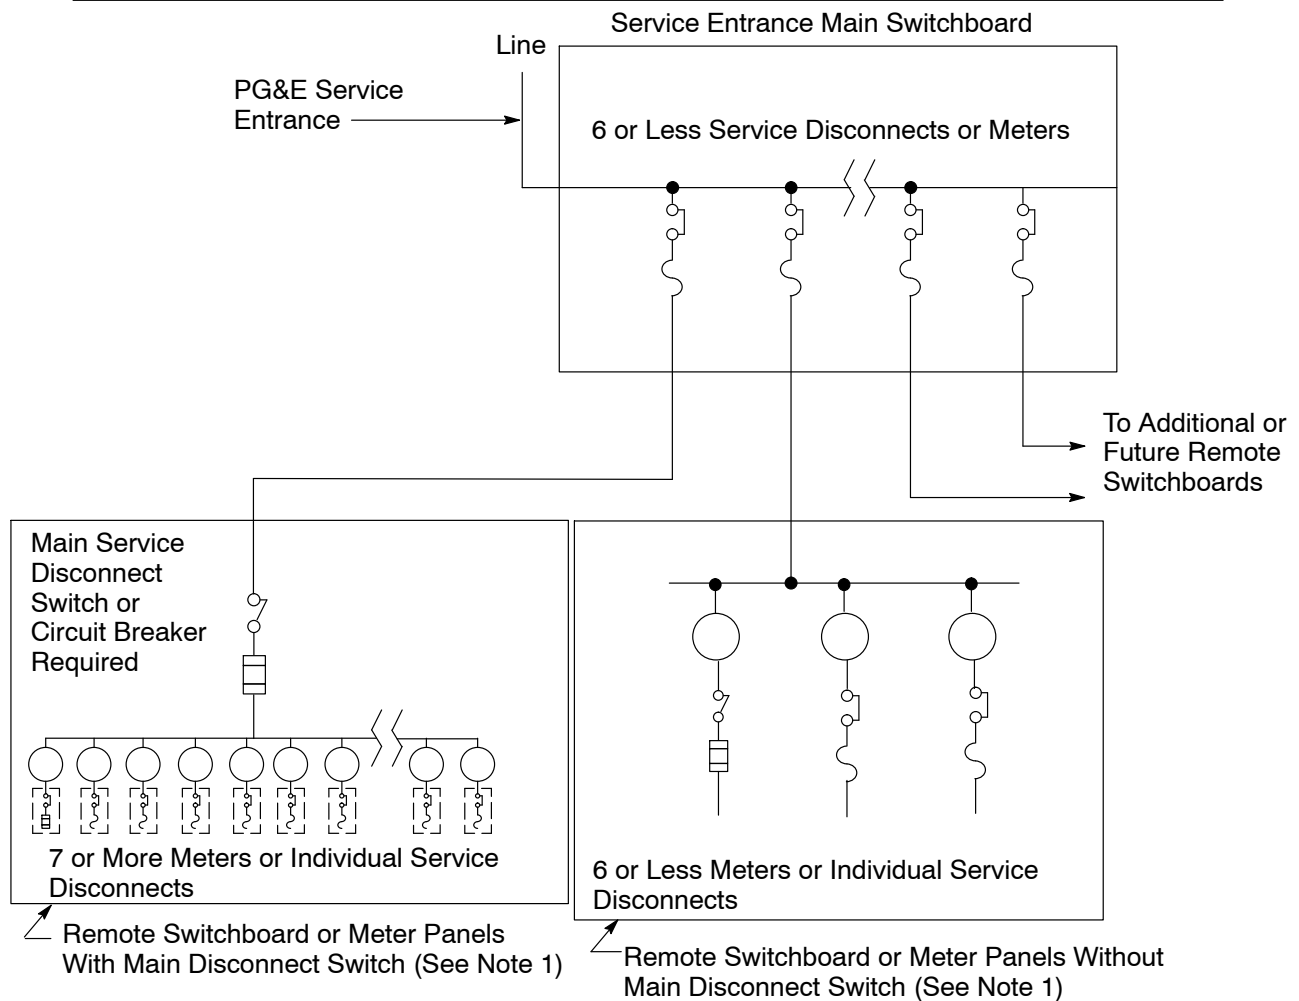 Service Entrance Main Switchboard
Line
PG&E Service
Entrance
6 or Less Service Disconnects or Meters
To Additional or
Future Remote
Switchboards
Main Service
Disconnect
Switch or
Circuit Breaker
Required
7 or More Meters or Individual Service
Disconnects
6 or Less Meters or Individual Service
Disconnects
Remote Switchboard or Meter Panels
With Main Disconnect Switch (See Note 1)
Remote Switchboard or Meter Panels Without
Main Disconnect Switch (See Note 1)